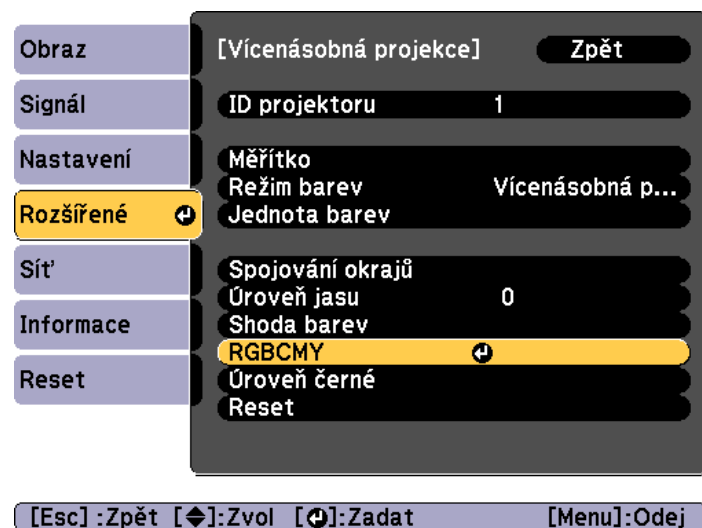 Obraz
Signál
Nastavení
Rozšířené
Síť
Informace
Reset
[Vícenásobná projekce] Zpět
ID projektoru 1
Měřítko
Režim barev Vícenásobná p...
Jednota barev
Spojování okrajů
Úroveň jasu 0
Shoda barev
RGBCMY
Úroveň černé
Reset
[Esc] :Zpět [◆]:Zvol [↵]:Zadat [Menu]:Odej